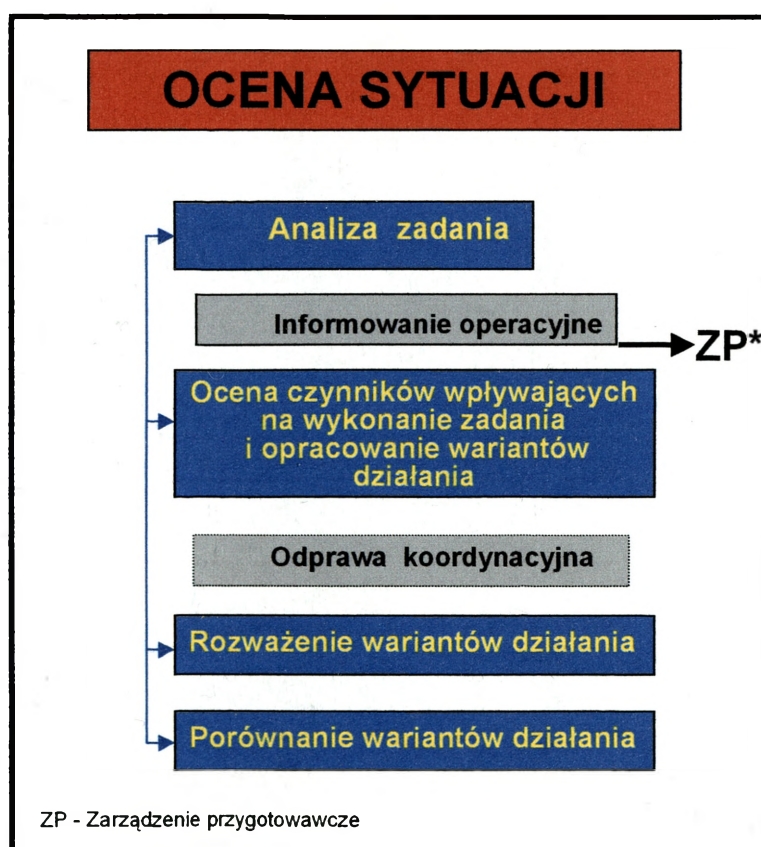 OCENA SYTUACJI
Analiza zadania
Informowanie operacyjne
ZP*
Ocena czynników wpływających
na wykonanie zadania
i opracowanie wariantów
działania
Odprawa koordynacyjna
Rozważenie wariantów działania
Porównanie wariantów działania
ZP - Zarządzenie przygotowawcze